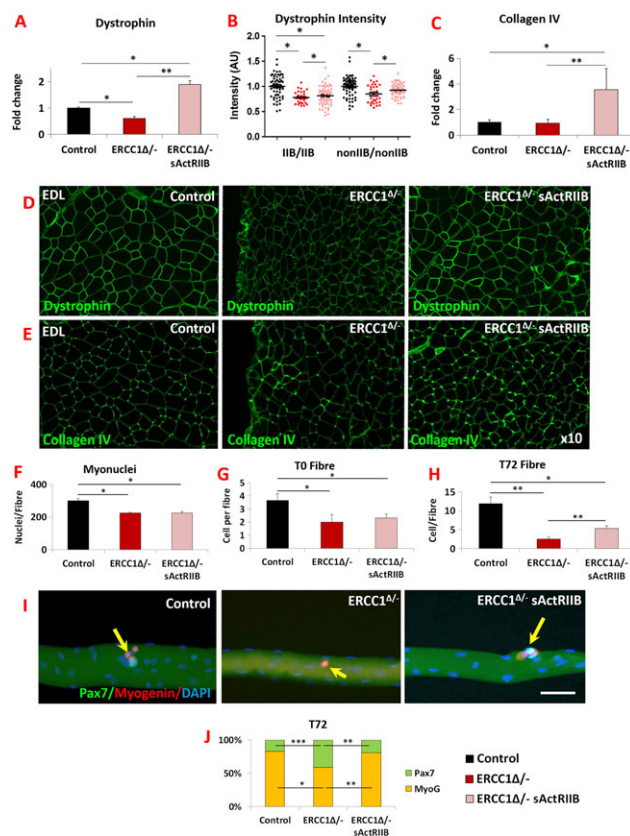 A
Dystrophin
Fold change
2
1
0
*
**
*
Control
ERCC1Δ/-
ERCC1Δ/-
sActRIIB
B
Dystrophin Intensity
Intensity (AU)
2.0
1.5
1.0
0.5
0.0
*
*
*
*
*
IIB/IIB
nonIIB/nonIIB
C
Collagen IV
Fold change
6
4
2
0
*
**
Control
ERCC1Δ/-
ERCC1Δ/-
sActRIIB
D
EDL
Control
ERCC1Δ/-
ERCC1Δ/- sActRIIB
Dystrophin
Dystrophin
Dystrophin
E
EDL
Control
ERCC1Δ/-
ERCC1Δ/- sActRIIB
Collagen IV
Collagen IV
Collagen IV
x10
F
Myonuclei
Nuclei/Fibre
400
200
0
*
*
Control
ERCC1Δ/-
ERCC1Δ/-
sActRIIB
G
T0 Fibre
Cell per fibre
6
4
2
0
*
*
Control
ERCC1Δ/-
ERCC1Δ/-
sActRIIB
H
T72 Fibre
Cell/Fibre
15
10
5
0
*
**
**
Control
ERCC1Δ/-
ERCC1Δ/-
sActRIIB
I
Control
ERCC1Δ/-
ERCC1Δ/- sActRIIB
Pax7/Myogenin/DAPI
J
T72
100%
50%
0%
***
**
*
**
Control
ERCC1Δ/-
ERCC1Δ/-
sActRIIB
Pax7
MyoG
Control
ERCC1Δ/-
ERCC1Δ/- sActRIIB